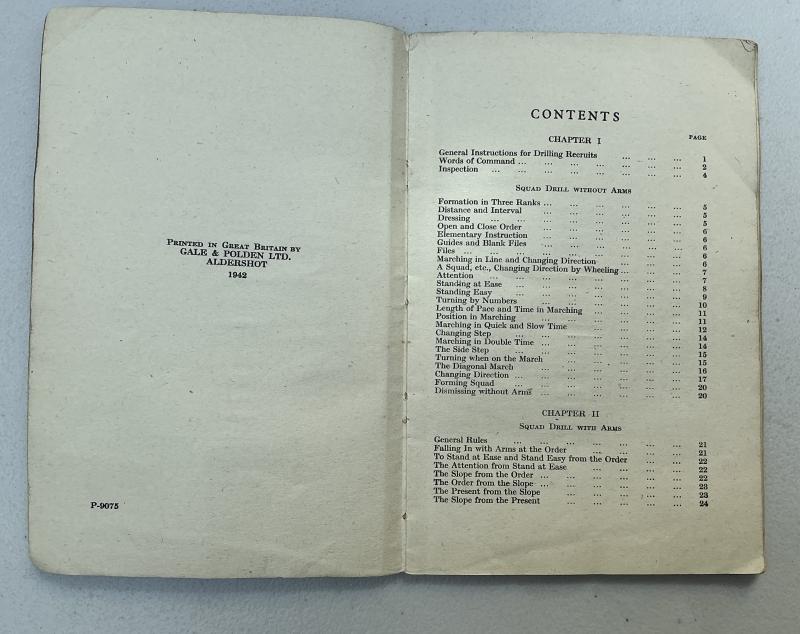 PRINTED IN GREAT BRITAIN BY
GALE & POLDEN LTD.
ALDERSHOT
1942
P-9075
CONTENTS
CHAPTER I
PAGE
General Instructions for Drilling Recruits ... ... ... 1
Words of Command ... ... ... ... ... ... ... 2
Inspection ... ... ... ... ... ... ... ... 4
SQUAD DRILL WITHOUT ARMS
Formation in Three Ranks ... ... ... ... ... ... 5
Distance and Interval ... ... ... ... ... ... 5
Dressing ... ... ... ... ... ... ... ... 5
Open and Close Order ... ... ... ... ... ... 6
Elementary Instruction ... ... ... ... ... ... 6
Guides and Blank Files ... ... ... ... ... ... 6
Files ... ... ... ... ... ... ... ... ... 6
Marching in Line and Changing Direction ... ... ... ... 6
A Squad, etc., Changing Direction by Wheeling ... ... ... ... 7
Attention ... ... ... ... ... ... ... ... 7
Standing at Ease ... ... ... ... ... ... ... 8
Standing Easy ... ... ... ... ... ... ... 9
Turning by Numbers ... ... ... ... ... ... 10
Length of Pace and Time in Marching ... ... ... ... 11
Position in Marching ... ... ... ... ... ... 11
Marching in Quick and Slow Time ... ... ... ... 12
Changing Step ... ... ... ... ... ... ... 14
Marching in Double Time ... ... ... ... ... ... 14
The Side Step ... ... ... ... ... ... ... 15
Turning when on the March ... ... ... ... ... 15
The Diagonal March ... ... ... ... ... ... 16
Changing Direction ... ... ... ... ... ... ... 17
Forming Squad ... ... ... ... ... ... ... 20
Dismissing without Arms ... ... ... ... ... ... 20
CHAPTER II
SQUAD DRILL WITH ARMS
General Rules ... ... ... ... ... ... ... 21
Falling In with Arms at the Order ... ... ... ... 21
To Stand at Ease and Stand Easy from the Order ... ... ... 22
The Attention from Stand at Ease ... ... ... ... 22
The Slope from the Order ... ... ... ... ... ... 22
The Order from the Slope ... ... ... ... ... ... 23
The Present from the Slope ... ... ... ... ... 23
The Slope from the Present ... ... ... ... ... 24